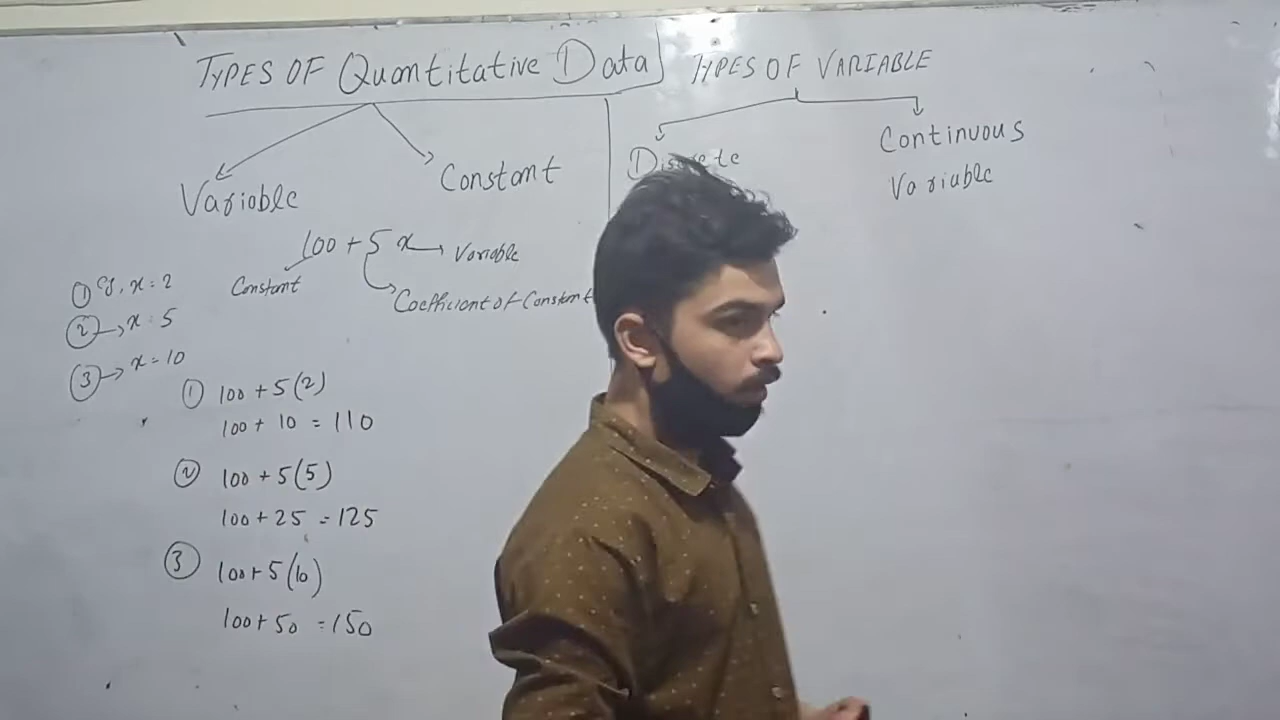 TYPES OF Quantitative Data
Variable
Constant
100 + 5 x → Variable
Constant
Coefficient of Constant
① eg. x = 2
② → x = 5
③ → x = 10
① 100 + 5(2)
100 + 10 = 110
② 100 + 5(5)
100 + 25 = 125
③ 100 + 5(10)
100 + 50 = 150
TYPES OF VARIABLE
Discrete
Continuous
Variable